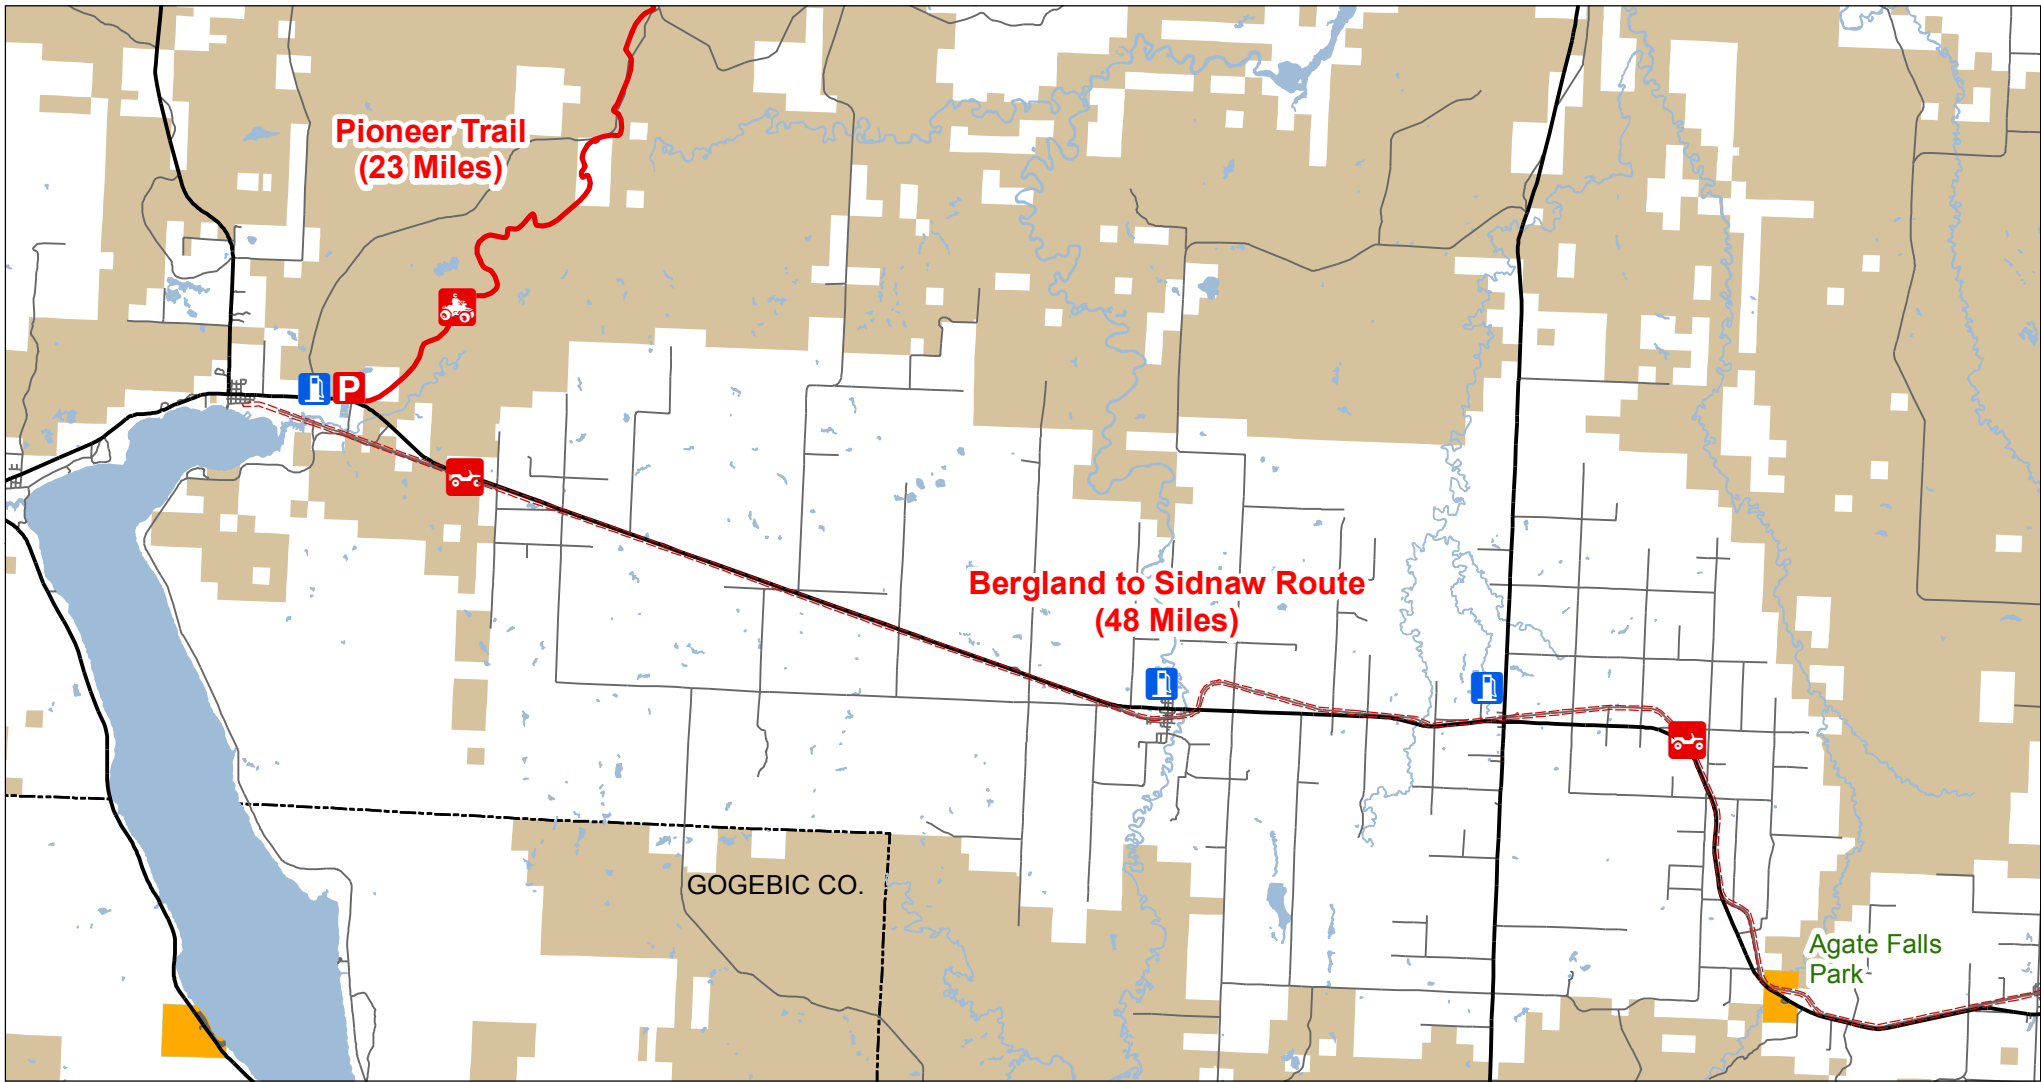 Pioneer Trail
(23 Miles)
P
Bergland to Sidnaw Route
(48 Miles)
GOGEBIC CO.
Agate Falls
Park